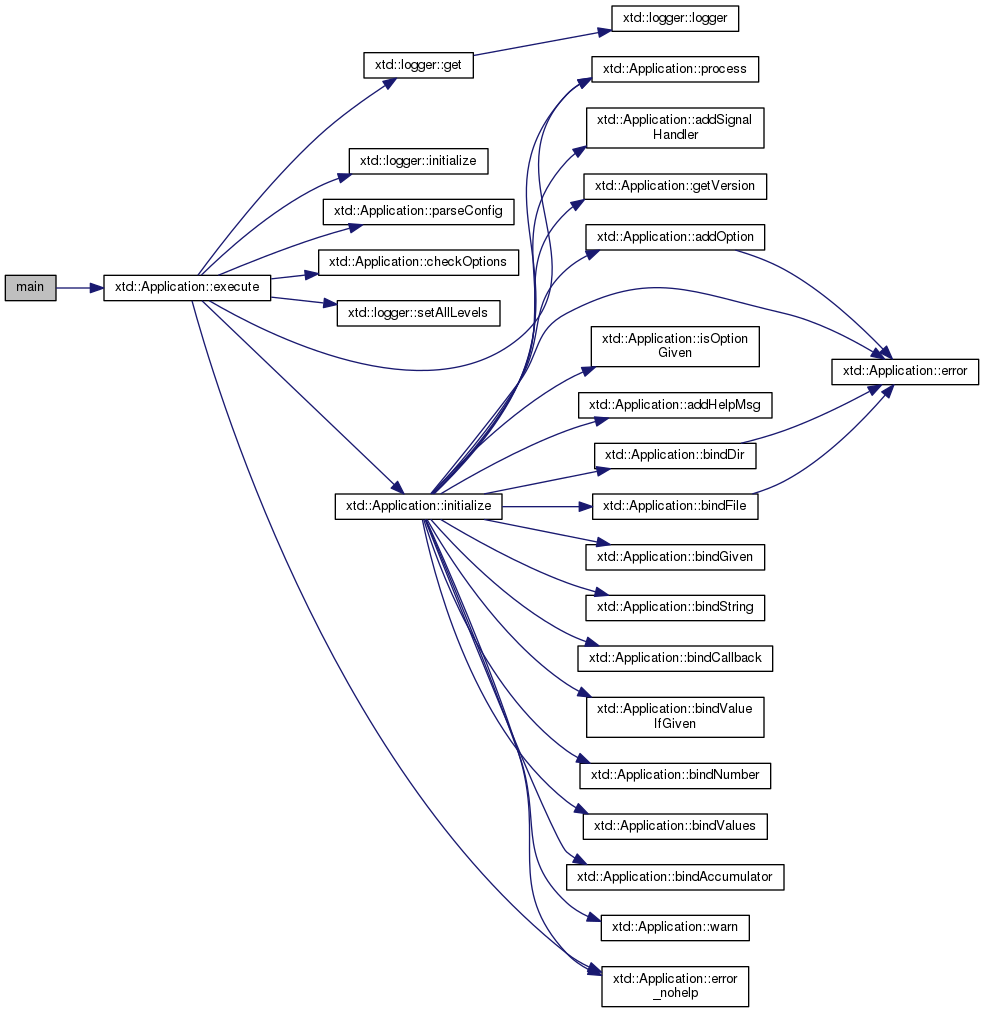 main
xtd::Application::execute
xtd::logger::get
xtd::logger::initialize
xtd::Application::parseConfig
xtd::Application::checkOptions
xtd::logger::setAllLevels
xtd::Application::initialize
xtd::logger::logger
xtd::Application::process
xtd::Application::addSignal
Handler
xtd::Application::getVersion
xtd::Application::addOption
xtd::Application::isOption
Given
xtd::Application::addHelpMsg
xtd::Application::bindDir
xtd::Application::bindFile
xtd::Application::bindGiven
xtd::Application::bindString
xtd::Application::bindCallback
xtd::Application::bindValue
IfGiven
xtd::Application::bindNumber
xtd::Application::bindValues
xtd::Application::bindAccumulator
xtd::Application::warn
xtd::Application::error
_nohelp
xtd::Application::error